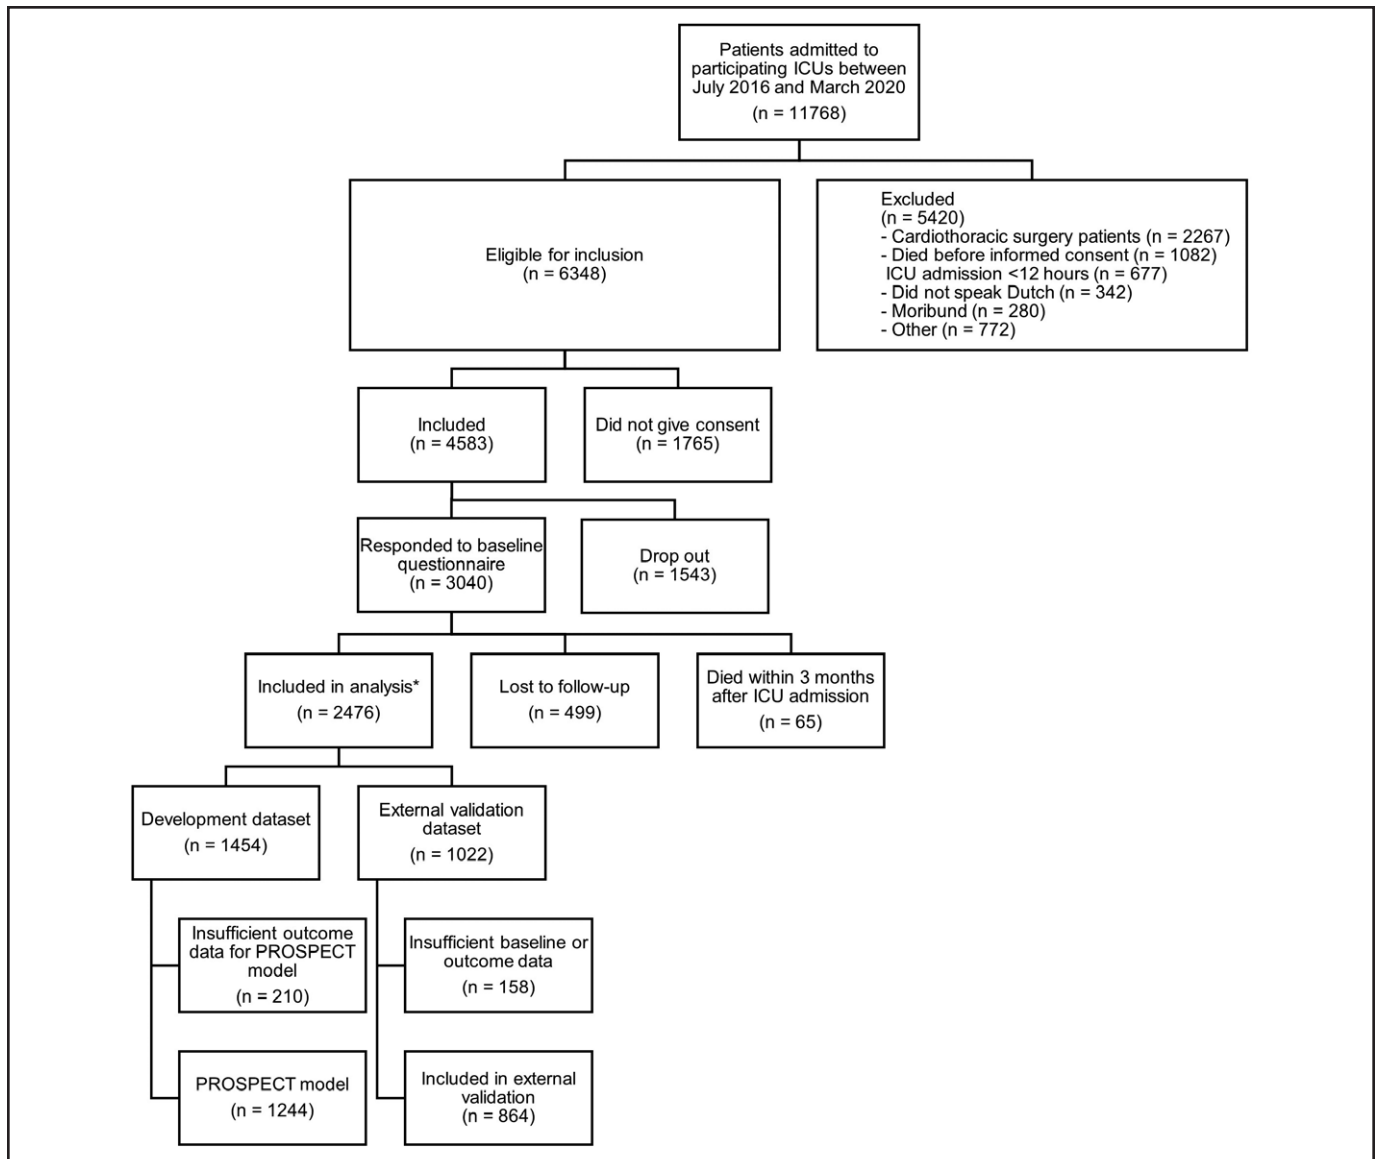 Patients admitted to
participating ICUs between
July 2016 and March 2020
(n = 11768)
Eligible for inclusion
(n = 6348)
Excluded
(n = 5420)
- Cardiothoracic surgery patients (n = 2267)
- Died before informed consent (n = 1082)
ICU admission <12 hours (n = 677)
- Did not speak Dutch (n = 342)
- Moribund (n = 280)
- Other (n = 772)
Included
(n = 4583)
Did not give consent
(n = 1765)
Responded to baseline
questionnaire
(n = 3040)
Drop out
(n = 1543)
Included in analysis*
(n = 2476)
Lost to follow-up
(n = 499)
Died within 3 months
after ICU admission
(n = 65)
Development dataset
(n = 1454)
External validation
dataset
(n = 1022)
Insufficient outcome
data for PROSPECT
model
(n = 210)
Insufficient baseline or
outcome data
(n = 158)
PROSPECT model
(n = 1244)
Included in external
validation
(n = 864)